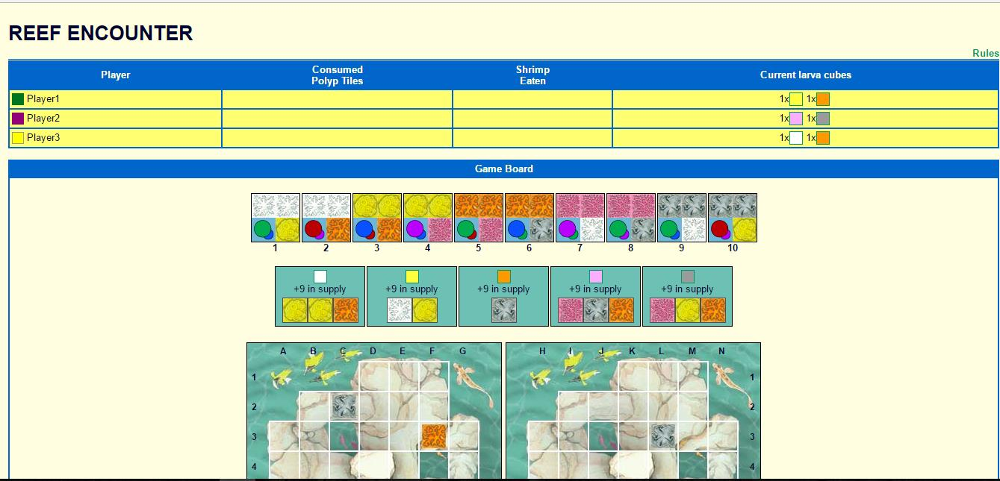 REEF ENCOUNTER
Rules
Player Consumed Polyp Tiles Shrimp Eaten Current larva cubes
Player1 1x 1x
Player2 1x 1x
Player3 1x 1x
Game Board
1 2 3 4 5 6 7 8 9 10
+9 in supply +9 in supply +9 in supply +9 in supply +9 in supply
A B C D E F G H I J K L M N
1 1
2 2
3 3
4 4